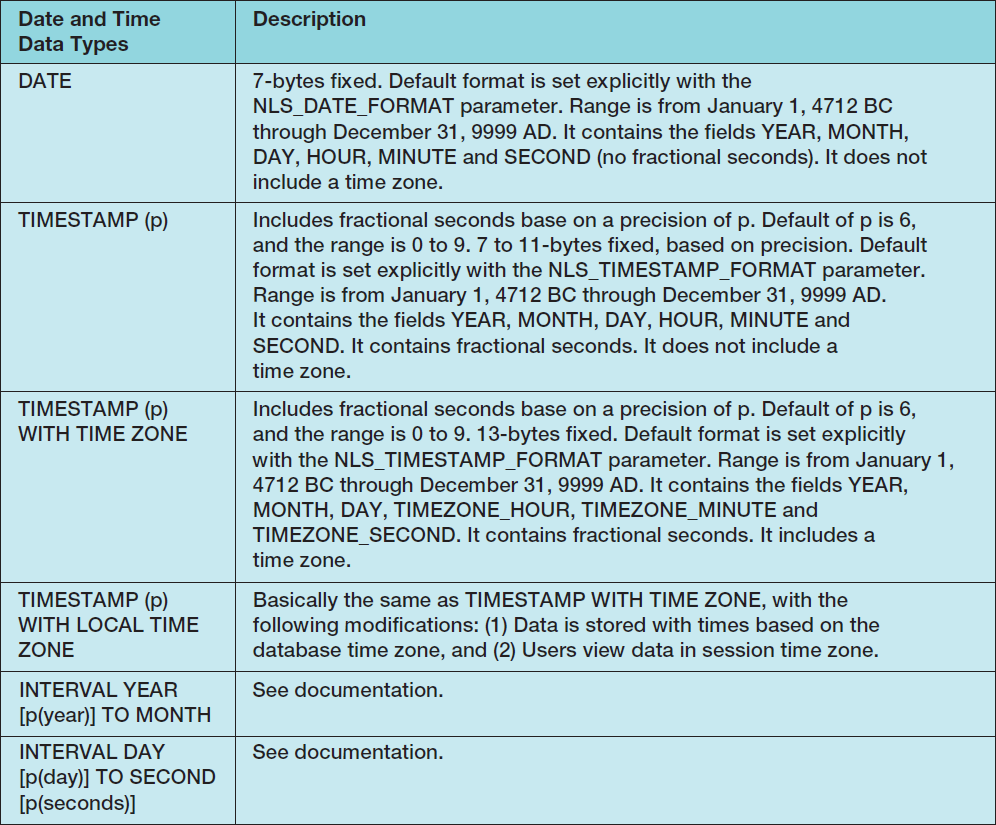 Date and Time
Data Types
Description
DATE
7-bytes fixed. Default format is set explicitly with the
NLS_DATE_FORMAT parameter. Range is from January 1, 4712 BC
through December 31, 9999 AD. It contains the fields YEAR, MONTH,
DAY, HOUR, MINUTE and SECOND (no fractional seconds). It does not
include a time zone.
TIMESTAMP (p)
Includes fractional seconds base on a precision of p. Default of p is 6,
and the range is 0 to 9. 7 to 11-bytes fixed, based on precision. Default
format is set explicitly with the NLS_TIMESTAMP_FORMAT parameter.
Range is from January 1, 4712 BC through December 31, 9999 AD.
It contains the fields YEAR, MONTH, DAY, HOUR, MINUTE and
SECOND. It contains fractional seconds. It does not include a
time zone.
TIMESTAMP (p)
WITH TIME ZONE
Includes fractional seconds base on a precision of p. Default of p is 6,
and the range is 0 to 9. 13-bytes fixed. Default format is set explicitly
with the NLS_TIMESTAMP_FORMAT parameter. Range is from January 1,
4712 BC through December 31, 9999 AD. It contains the fields YEAR,
MONTH, DAY, TIMEZONE_HOUR, TIMEZONE_MINUTE and
TIMEZONE_SECOND. It contains fractional seconds. It includes a
time zone.
TIMESTAMP (p)
WITH LOCAL TIME
ZONE
Basically the same as TIMESTAMP WITH TIME ZONE, with the
following modifications: (1) Data is stored with times based on the
database time zone, and (2) Users view data in session time zone.
INTERVAL YEAR
[p(year)] TO MONTH
See documentation.
INTERVAL DAY
[p(day)] TO SECOND
[p(seconds)]
See documentation.